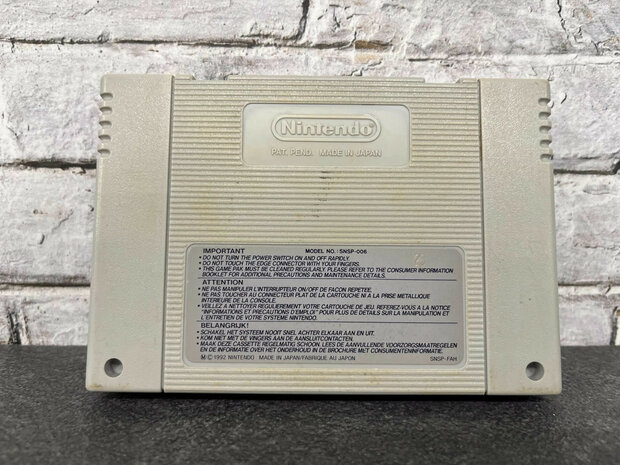 Nintendo
PAT. PEND. MADE IN JAPAN
IMPORTANT MODEL NO.: SNSP-006
• DO NOT TURN THE POWER SWITCH ON AND OFF RAPIDLY.
• DO NOT TOUCH THE EDGE CONNECTOR WITH YOUR FINGERS.
• THIS GAME PAK MUST BE CLEANED REGULARLY. PLEASE REFER TO THE CONSUMER INFORMATION
BOOKLET FOR ADDITIONAL PRECAUTIONS AND MAINTENANCE DETAILS.
ATTENTION
• NE PAS MANIPULER L'INTERRUPTEUR ON/OFF DE FACON REPETEE.
• NE PAS TOUCHER AU CONNECTEUR PLAT DE LA CARTOUCHE NI A LA PRISE METALLIQUE
INTERIEURE DE LA CONSOLE.
• VEILLEZ A NETTOYER REGULIEREMENT VOTRE CARTOUCHE DE JEU. REFEREZ-VOUS A LA NOTICE
"INFORMATIONS ET PRECAUTIONS D'EMPLOI" POUR PLUS DE DETAILS SUR LA MANIPULATION ET
L'ENTRETIEN DE VOTRE SYSTEME NINTENDO.
BELANGRIJK!
• SCHAKEL HET SYSTEEM NOOIT SNEL ACHTER ELKAAR AAN EN UIT.
• KOM NIET MET DE VINGERS AAN DE AANSLUITCONTACTEN.
• MAAK DEZE CASSETTE REGELMATIG SCHOON. LEES DE AANVULLENDE VOORZORGSMAATREGELEN
EN DE INFORMATIE OVER HET ONDERHOUD IN DE BROCHURE MET CONSUMENTENINFORMATIE.
Ⓜ © 1992 NINTENDO MADE IN JAPAN/FABRIQUE AU JAPON SNSP-FAH